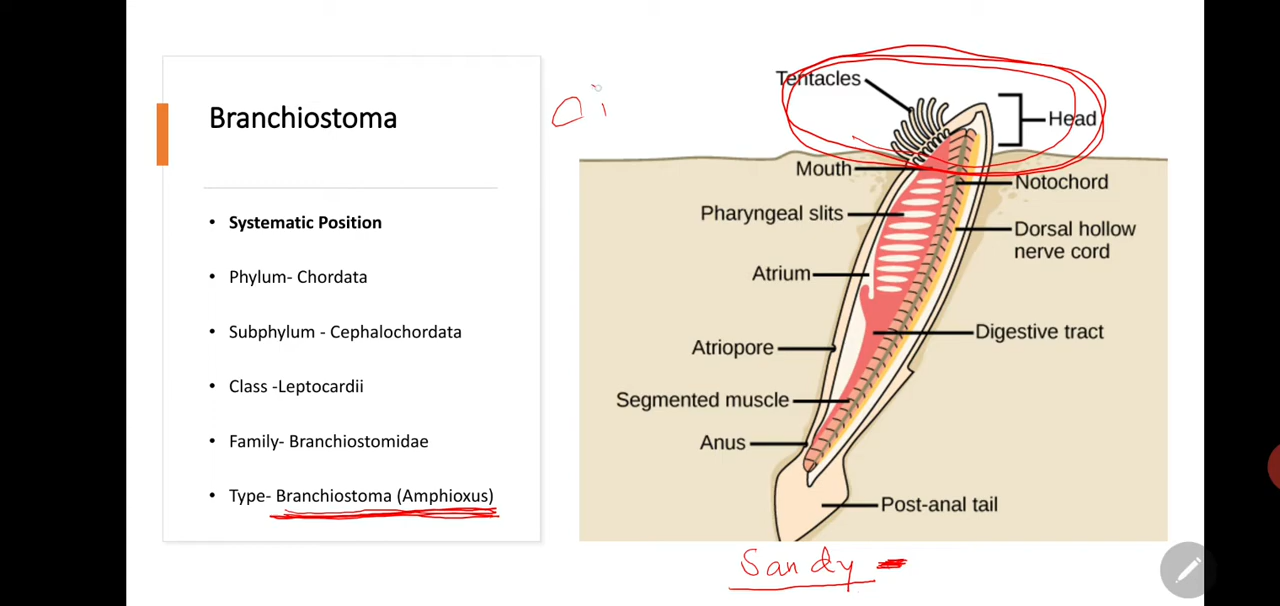 Branchiostoma
• Systematic Position
• Phylum- Chordata
• Subphylum - Cephalochordata
• Class -Leptocardii
• Family- Branchiostomidae
• Type- Branchiostoma (Amphioxus)
Tentacles
Head
Mouth
Notochord
Pharyngeal slits
Dorsal hollow
nerve cord
Atrium
Digestive tract
Atriopore
Segmented muscle
Anus
Post-anal tail
Sandy -